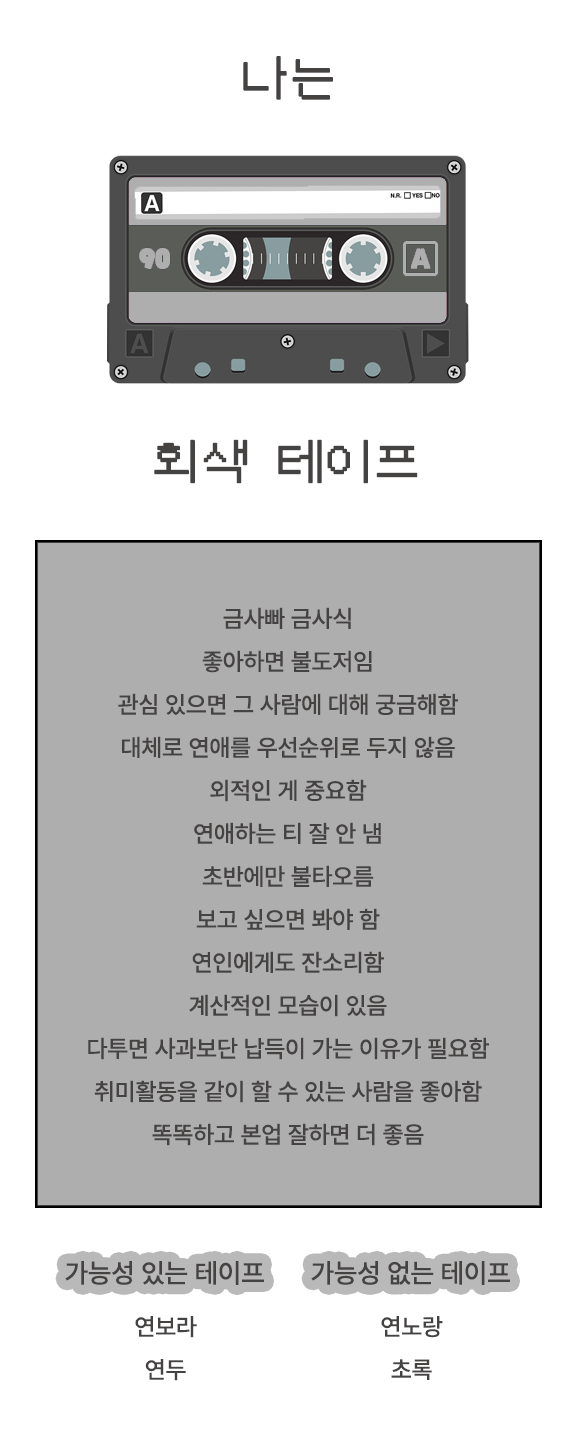 나는
A
N.R. YES NO
90
A
A
회색 테이프
금사빠 금사식
좋아하면 불도저임
관심 있으면 그 사람에 대해 궁금해함
대체로 연애를 우선순위로 두지 않음
외적인 게 중요함
연애하는 티 잘 안 냄
초반에만 불타오름
보고 싶으면 봐야 함
연인에게도 잔소리함
계산적인 모습이 있음
다투면 사과보단 납득이 가는 이유가 필요함
취미활동을 같이 할 수 있는 사람을 좋아함
똑똑하고 본업 잘하면 더 좋음
가능성 있는 테이프 가능성 없는 테이프
연보라 연노랑
연두 초록